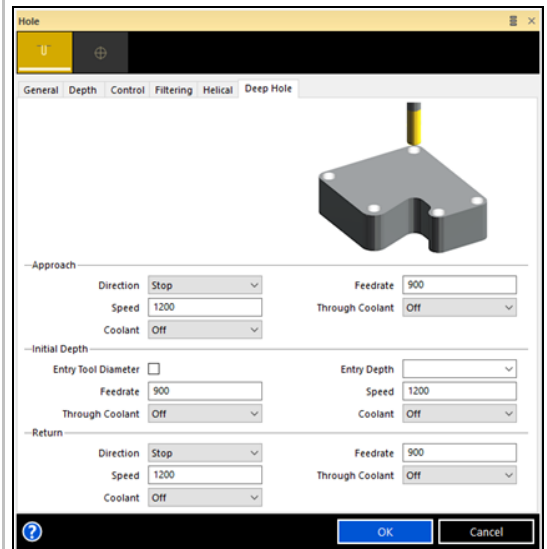 Hole
General Depth Control Filtering Helical Deep Hole
Approach
Direction Stop Feedrate 900
Speed 1200 Through Coolant Off
Coolant Off
Initial Depth
Entry Tool Diameter Entry Depth
Feedrate 900 Speed 1200
Through Coolant Off Coolant Off
Return
Direction Stop Feedrate 900
Speed 1200 Through Coolant Off
Coolant Off
? OK Cancel